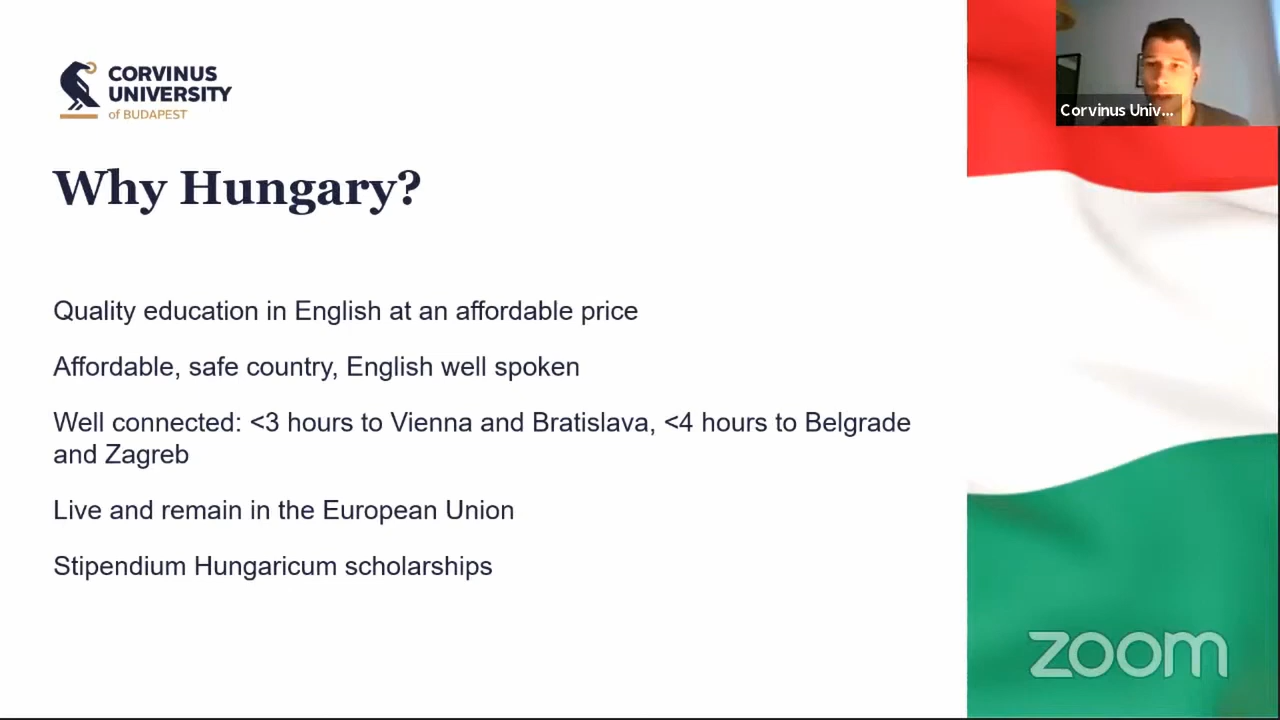 CORVINUS
UNIVERSITY
of BUDAPEST
Corvinus Univ...
Why Hungary?
Quality education in English at an affordable price
Affordable, safe country, English well spoken
Well connected: <3 hours to Vienna and Bratislava, <4 hours to Belgrade
and Zagreb
Live and remain in the European Union
Stipendium Hungaricum scholarships
zoom